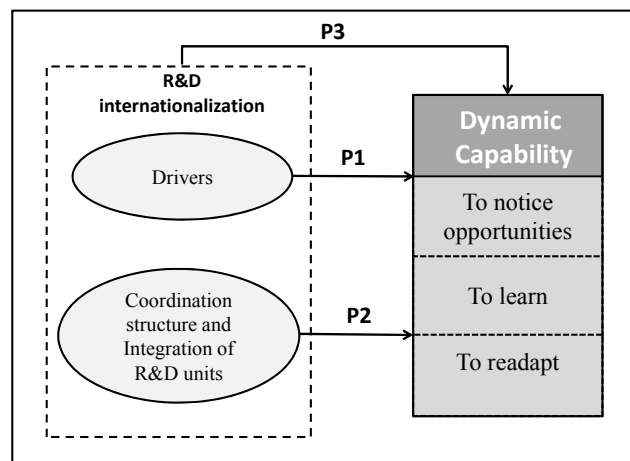 P3
R&D
internationalization
Dynamic
Capability
Drivers
P1
To notice
opportunities
Coordination
structure and
Integration of
R&D units
P2
To learn
To readapt